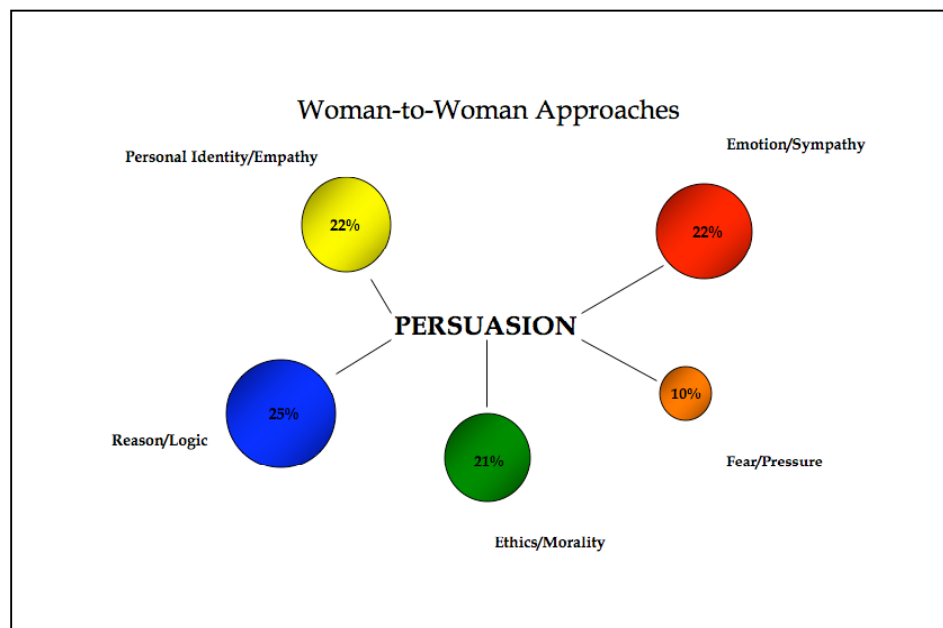 Woman-to-Woman Approaches
Emotion/Sympathy
Personal Identity/Empathy
22%
22%
PERSUASION
10%
25%
Reason/Logic
21%
Fear/Pressure
Ethics/Morality